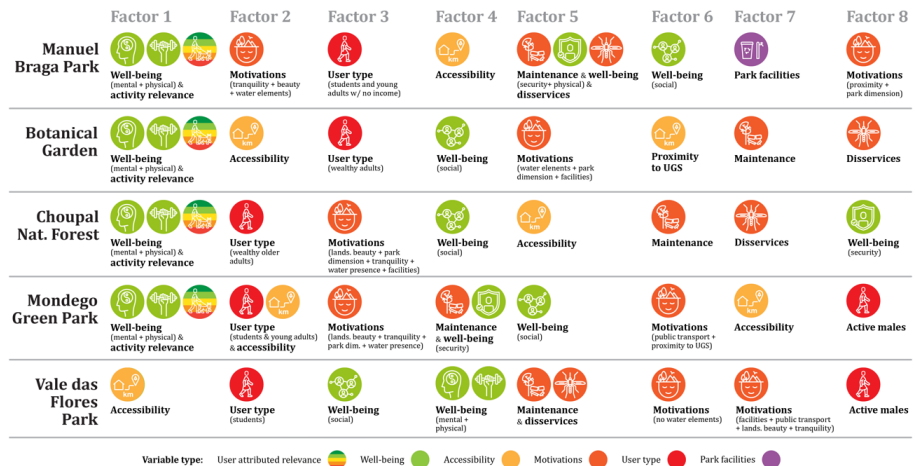 Factor 1 Factor 2 Factor 3 Factor 4 Factor 5 Factor 6 Factor 7 Factor 8
Manuel
Braga Park
Well-being
(mental + physical) &
activity relevance
Motivations
(tranquility + beauty
+ water elements)
User type
(students and young
adults w/ no income)
km
Accessibility
Maintenance & well-being
(security+ physical) &
disservices
Well-being
(social)
Park facilities
Motivations
(proximity +
park dimension)
Botanical
Garden
Well-being
(mental + physical) &
activity relevance
km
Accessibility
User type
(wealthy adults)
Well-being
(social)
Motivations
(water elenents + park
dimension + facilities)
km
Proximity
to UGS
Maintenance
Disservices
Choupal
Nat. Forest
Well-being
(mental + physical) &
activity relevance
User type
(wealthy older
adults)
Motivations
(lands. beauty + park
dimension + tranquility +
water presence + facilities)
Well-being
(social)
km
Accessibility
Maintenance
Disservices
Well-being
(security)
Mondego
Green Park
Well-being
(mental + physical) &
activity relevance
km
User type
(students & young adults)
& accessibility
Motivations
(lands. beauty + tranquility +
park dim. + water presence)
Maintenance
& well-being
(security)
Well-being
(social)
Motivations
(public transport +
proximity to UGS)
km
Accessibility
Active males
Vale das
Flores
Park
km
Accessibility
User type
(students)
Well-being
(social)
Well-being
(mental +
physical)
Maintenance
& disservices
Motivations
(no water elements)
Motivations
(facilities + public transport
+ lands. beauty + tranquility)
Active males
Variable type: User attributed relevance Well-being Accessibility Motivations User type Park facilities